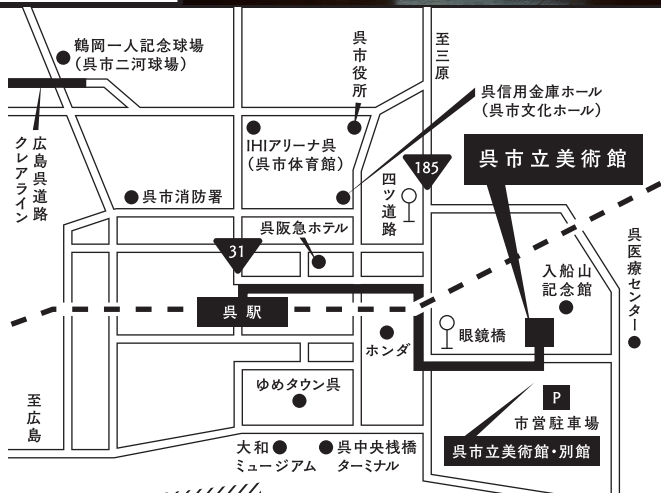 鶴岡一人記念球場
（呉市二河球場）
呉市役所
至三原
呉信用金庫ホール
（呉市文化ホール）
広島県道路
クレアライン
IHIアリーナ呉
（呉市体育館）
呉市立美術館
185
四ツ道路
呉市消防署
呉阪急ホテル
31
呉医療センター
入船山
記念館
呉駅
眼鏡橋
ホンダ
ゆめタウン呉
P
市営駐車場
至広島
大和
ミュージアム
呉中央桟橋
ターミナル
呉市立美術館・別館